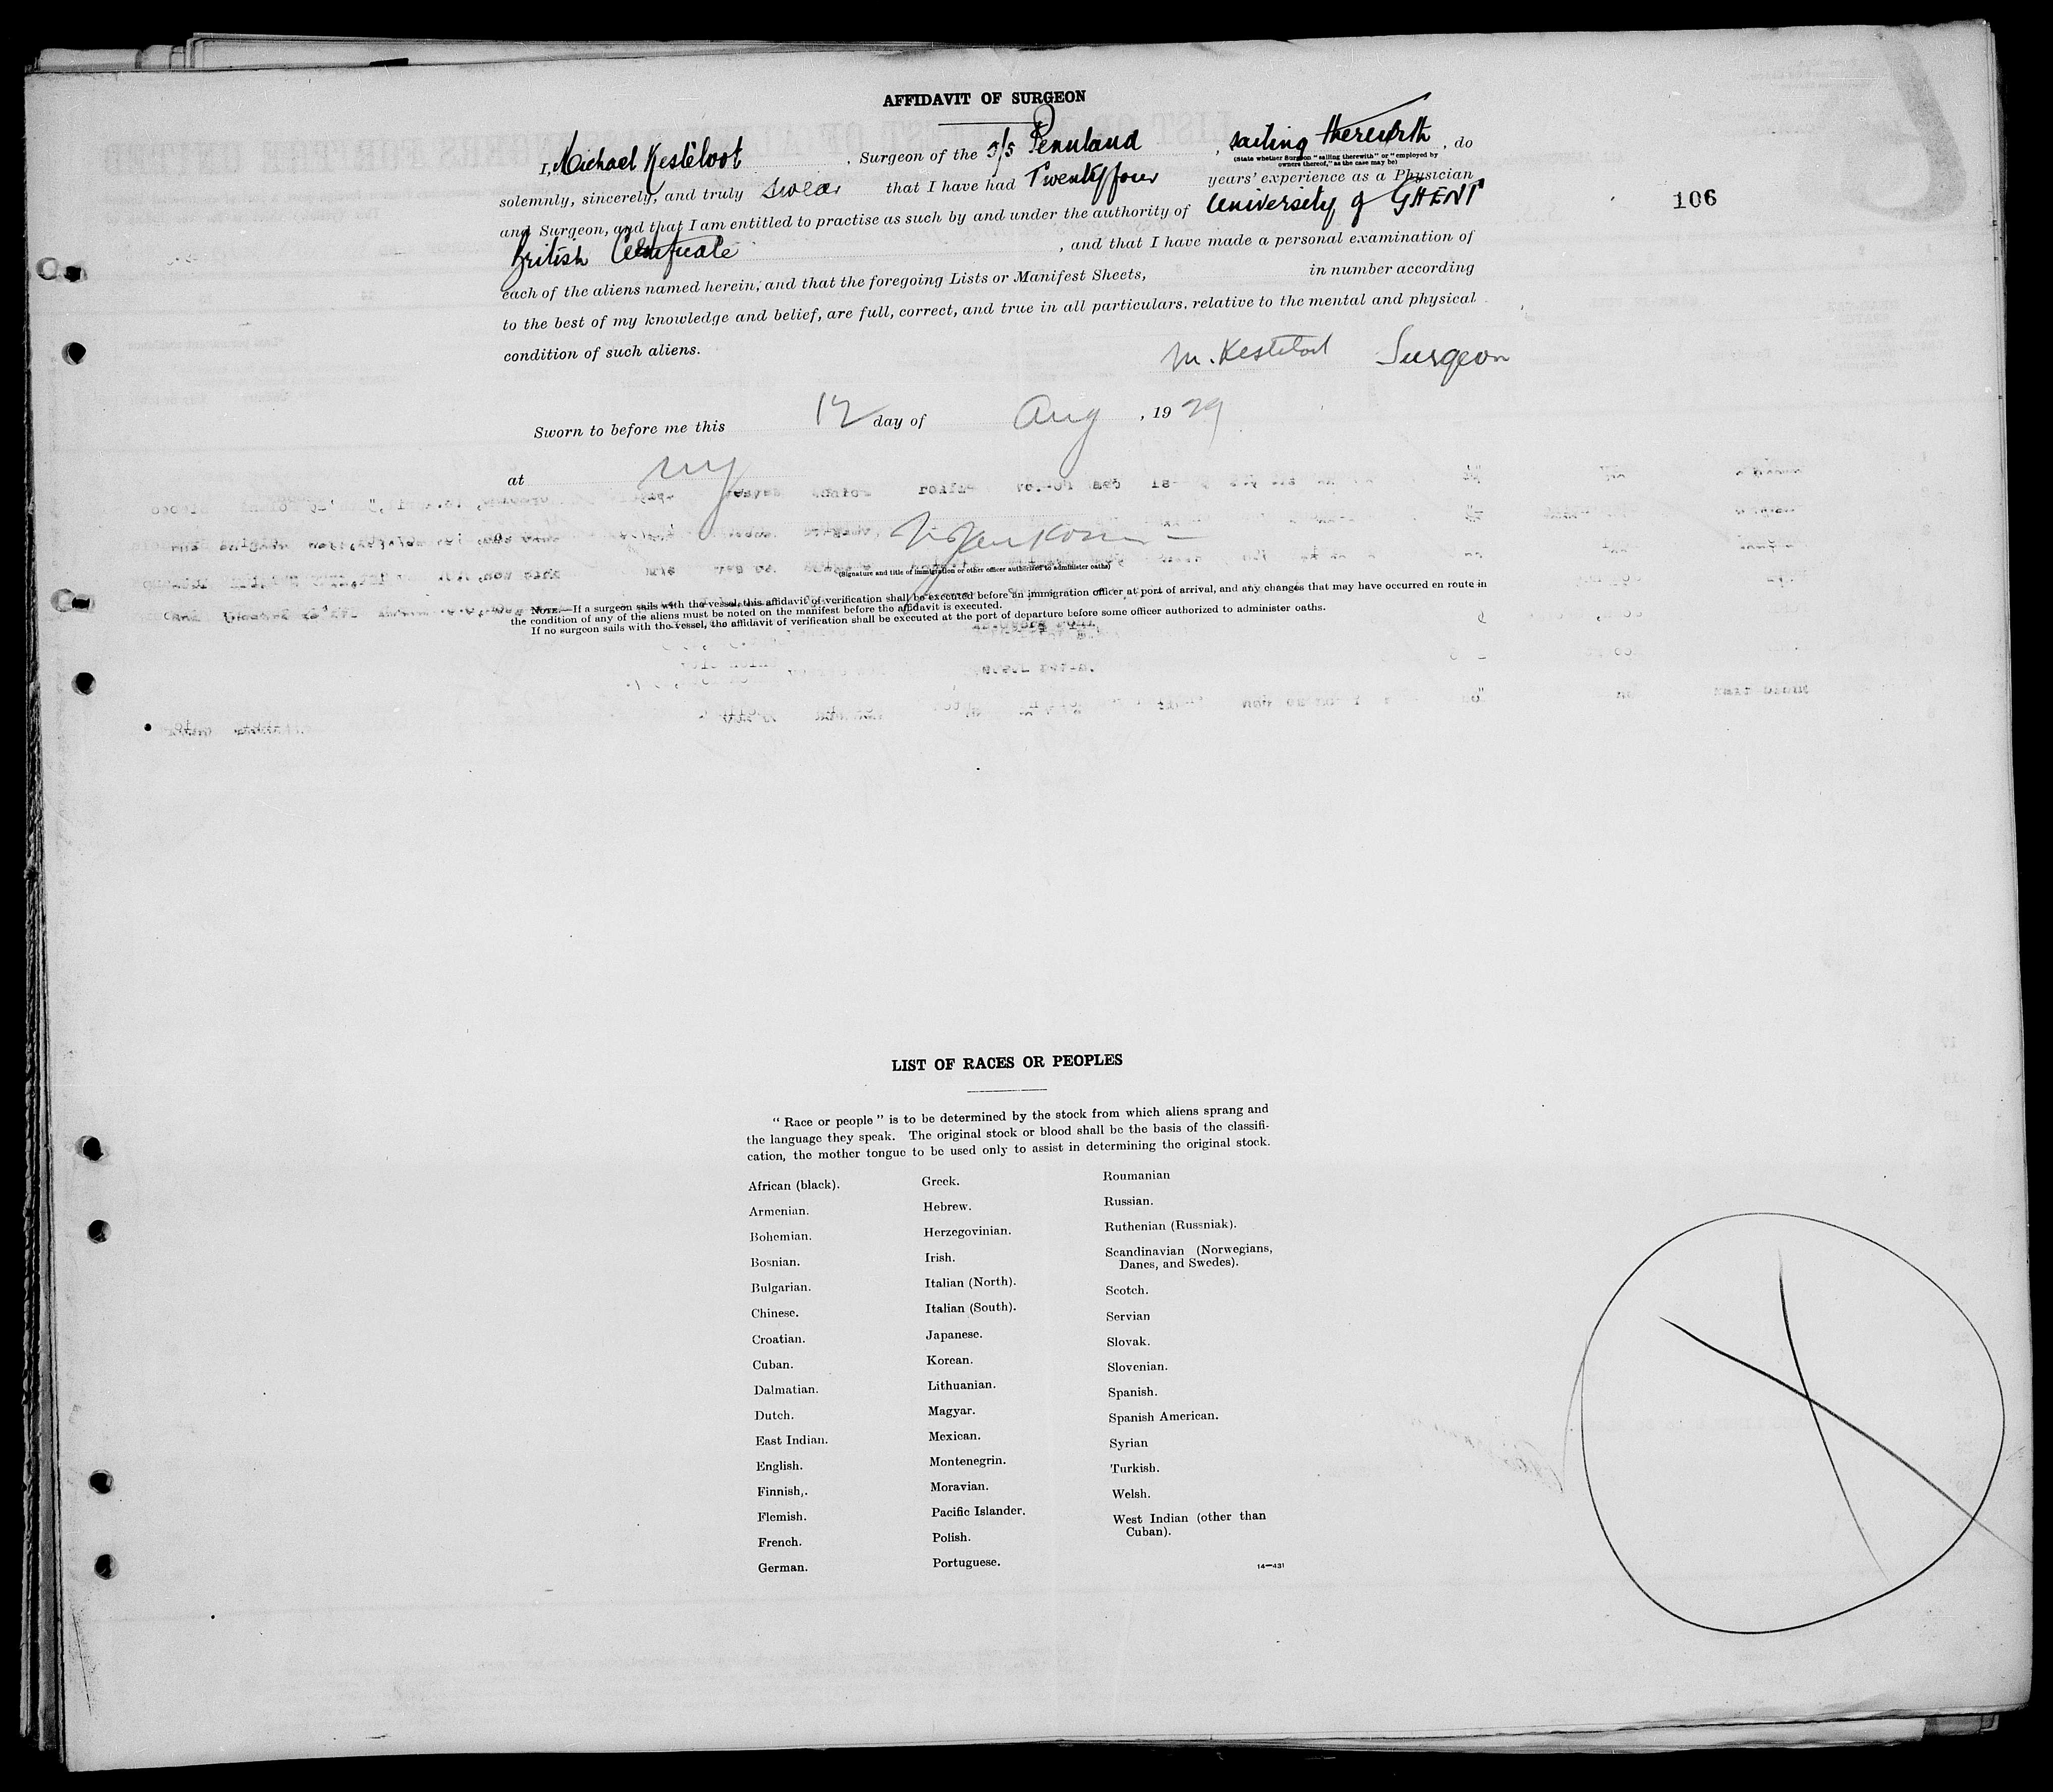 AFFIDAVIT OF SURGEON
I, Michael Kesteloot, Surgeon of the S/S Pennland, sailing therewith, do
(State whether Surgeon "sailing therewith" or "employed by
owners thereof," as the case may be)
solemnly, sincerely, and truly swear that I have had Twenty four years' experience as a Physician
106
and Surgeon, and that I am entitled to practise as such by and under the authority of University of GHENT
British Certificate, and that I have made a personal examination of
each of the aliens named herein, and that the foregoing Lists or Manifest Sheets, in number according
to the best of my knowledge and belief, are full, correct, and true in all particulars, relative to the mental and physical
condition of such aliens.
M. Kesteloot Surgeon
Sworn to before me this 12 day of Aug, 1929
at NY
(Signature and title of immigration or other officer authorized to administer oaths)
NOTE.—If a surgeon sails with the vessel, this affidavit of verification shall be executed before an immigration officer at port of arrival, and any changes that may have occurred en route in
the condition of any of the aliens must be noted on the manifest before the affidavit is executed.
If no surgeon sails with the vessel, the affidavit of verification shall be executed at the port of departure before some officer authorized to administer oaths.
LIST OF RACES OR PEOPLES
"Race or people" is to be determined by the stock from which aliens sprang and
the language they speak. The original stock or blood shall be the basis of the classifi-
cation, the mother tongue to be used only to assist in determining the original stock.
African (black).
Armenian.
Bohemian.
Bosnian.
Bulgarian.
Chinese.
Croatian.
Cuban.
Dalmatian.
Dutch.
East Indian.
English.
Finnish,.
Flemish.
French.
German.
Greek.
Hebrew.
Herzegovinian.
Irish.
Italian (North).
Italian (South).
Japanese.
Korean.
Lithuanian.
Magyar.
Mexican.
Montenegrin.
Moravian.
Pacific Islander.
Polish.
Portuguese.
Roumanian
Russian.
Ruthenian (Russniak).
Scandinavian (Norwegians,
Danes, and Swedes).
Scotch.
Servian
Slovak.
Slovenian.
Spanish.
Spanish American.
Syrian
Turkish.
Welsh.
West Indian (other than
Cuban).
14—431